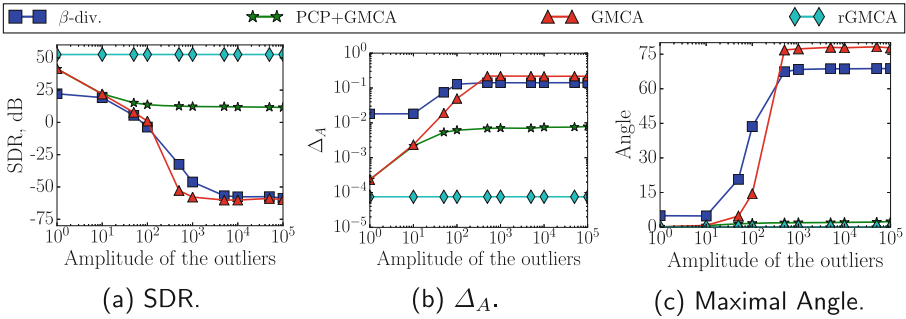 β-div. PCP+GMCA GMCA rGMCA
50
25
0
−25
−50
−75
SDR, dB
10^0 10^1 10^2 10^3 10^4 10^5
Amplitude of the outliers
(a) SDR.
10^0
10^−1
10^−2
10^−3
10^−4
10^−5
Δ_A
10^0 10^1 10^2 10^3 10^4 10^5
Amplitude of the outliers
(b) Δ_A.
75
60
45
30
15
0
Angle
10^0 10^1 10^2 10^3 10^4 10^5
Amplitude of the outliers
(c) Maximal Angle.